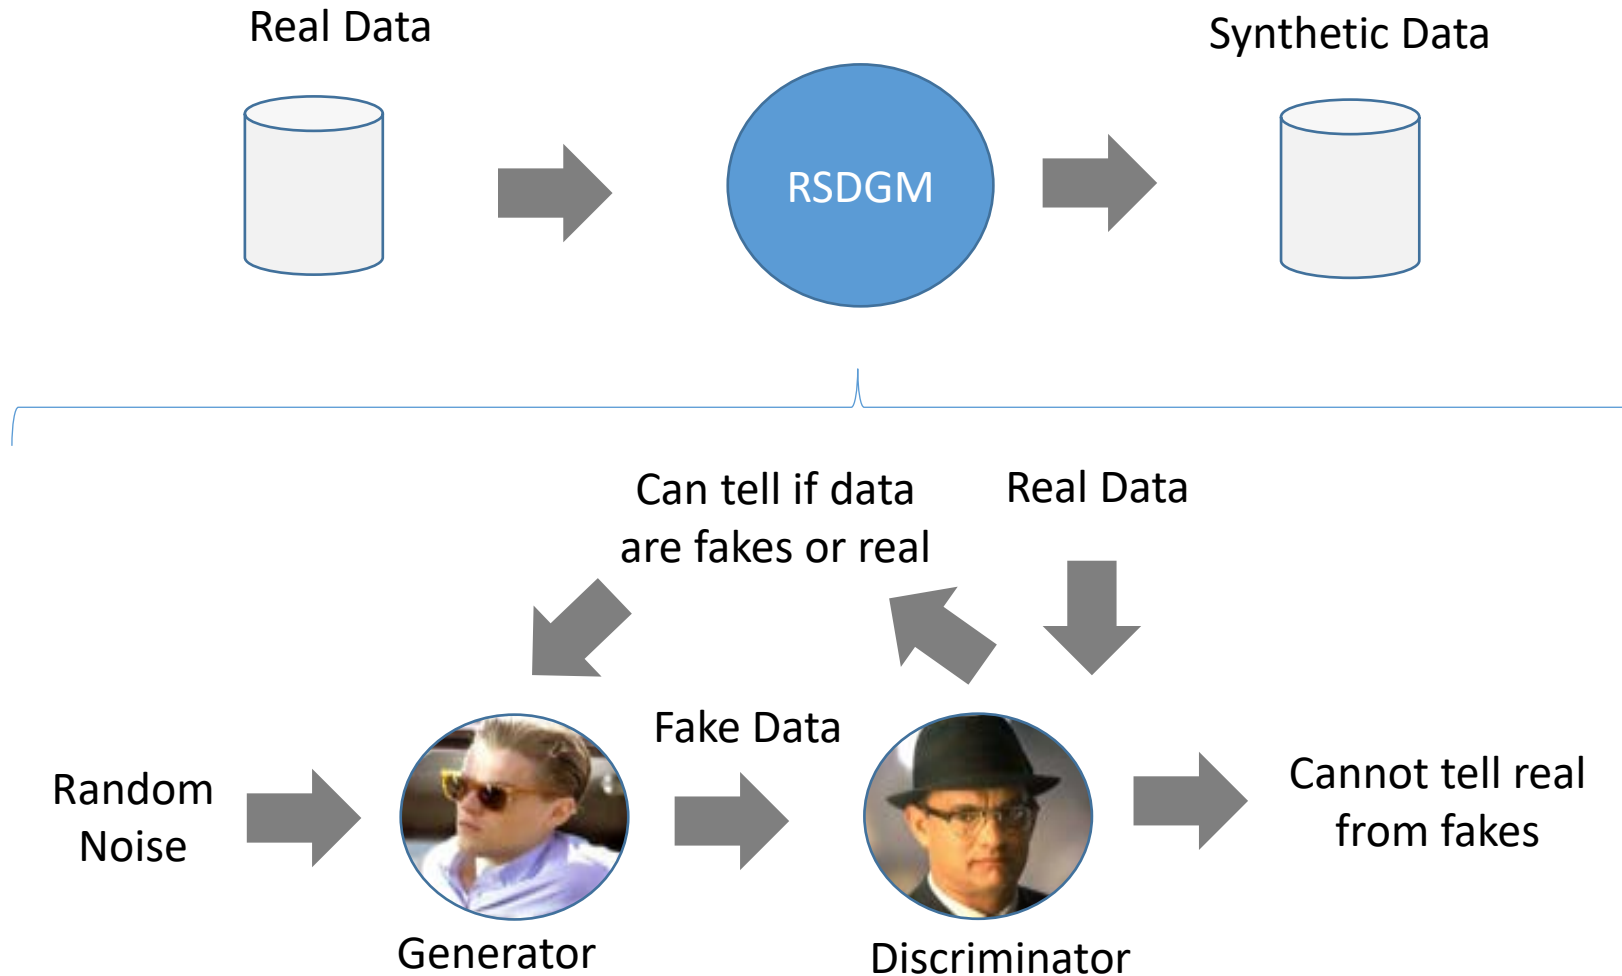 Real Data
Synthetic Data
RSDGM
Can tell if data
are fakes or real
Real Data
Fake Data
Random
Noise
Cannot tell real
from fakes
Generator
Discriminator